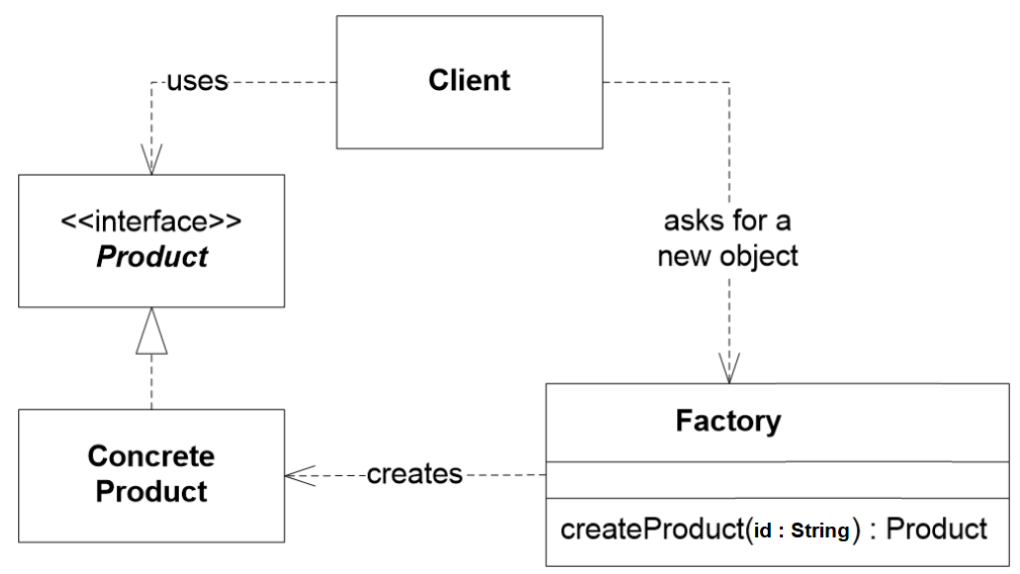 Client
uses
<<interface>>
Product
asks for a
new object
Factory
Concrete
Product
creates
createProduct(id : String) : Product